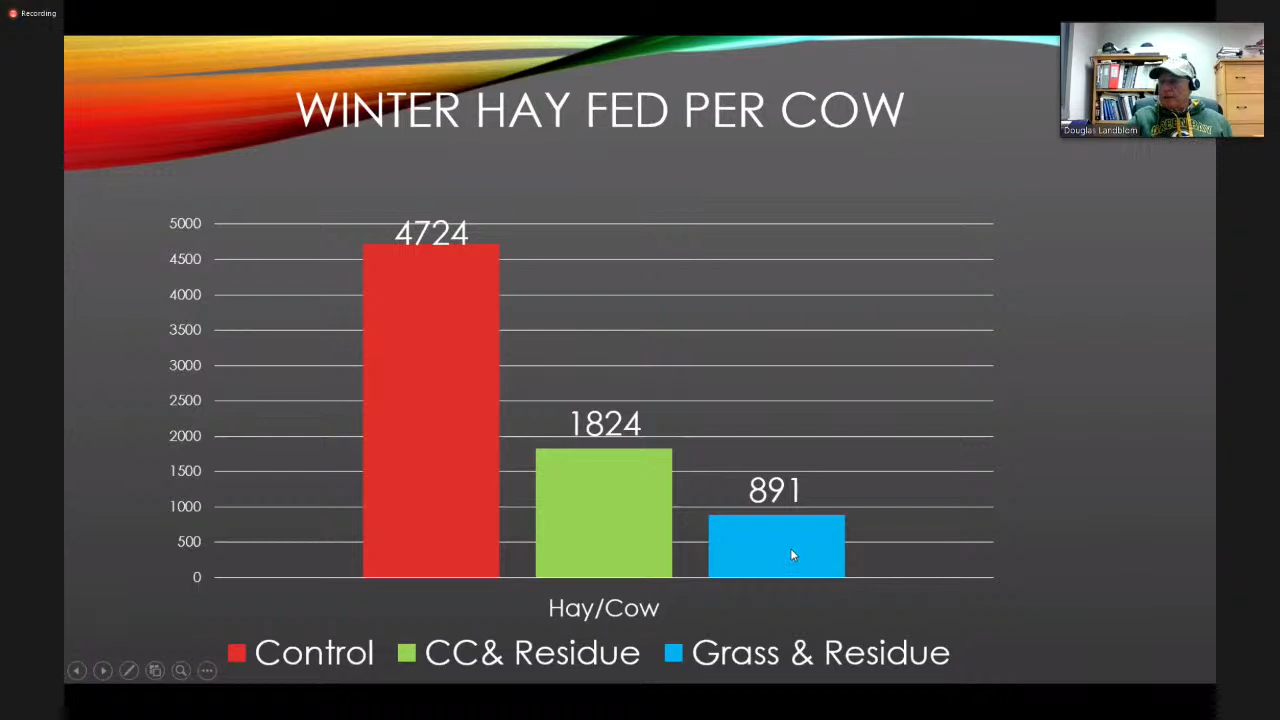 Recording
WINTER HAY FED PER COW
Douglas Landblom
5000
4500
4000
3500
3000
2500
2000
1500
1000
500
0
4724
1824
891
Hay/Cow
Control
CC& Residue
Grass & Residue